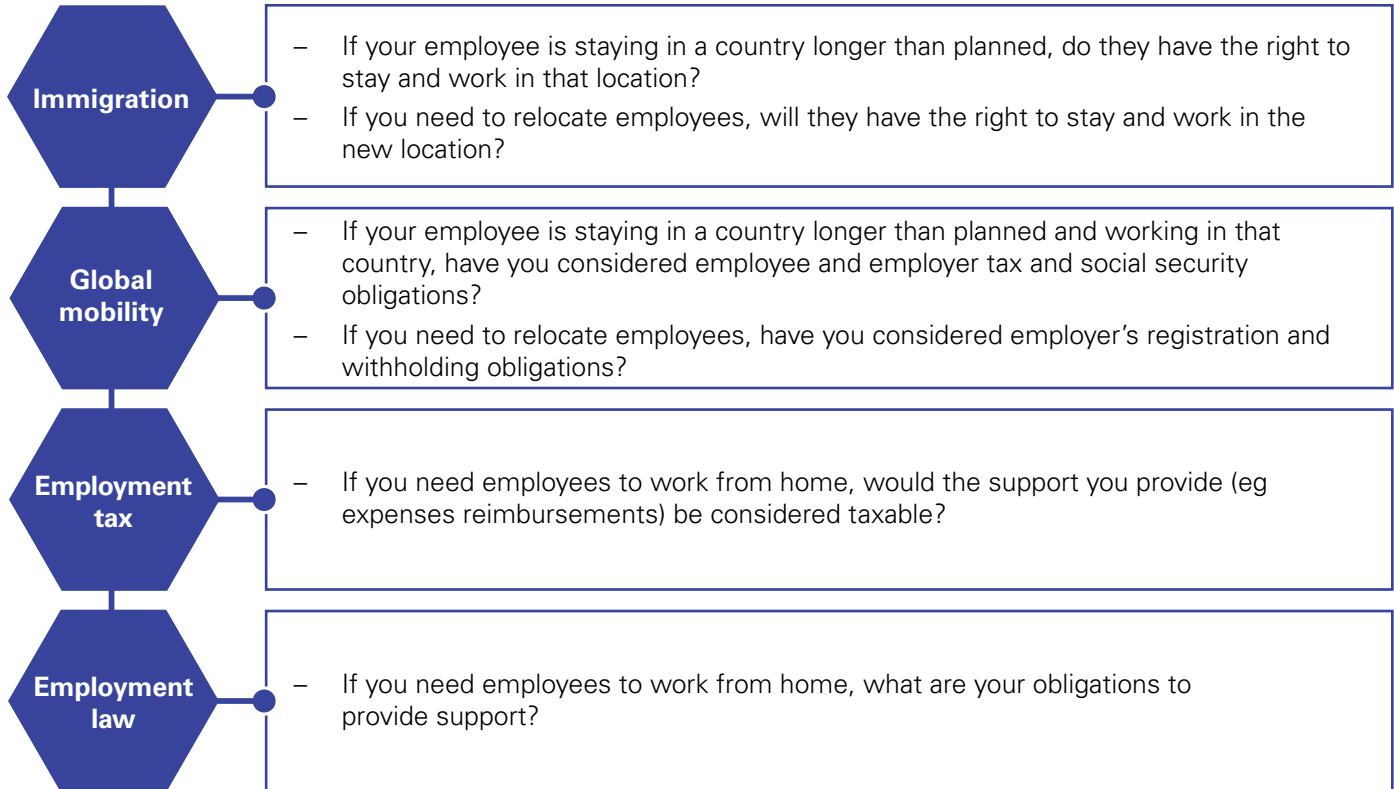 Immigration
– If your employee is staying in a country longer than planned, do they have the right to
stay and work in that location?
– If you need to relocate employees, will they have the right to stay and work in the
new location?
Global
mobility
– If your employee is staying in a country longer than planned and working in that
country, have you considered employee and employer tax and social security
obligations?
– If you need to relocate employees, have you considered employer’s registration and
withholding obligations?
Employment
tax
– If you need employees to work from home, would the support you provide (eg
expenses reimbursements) be considered taxable?
Employment
law
– If you need employees to work from home, what are your obligations to
provide support?